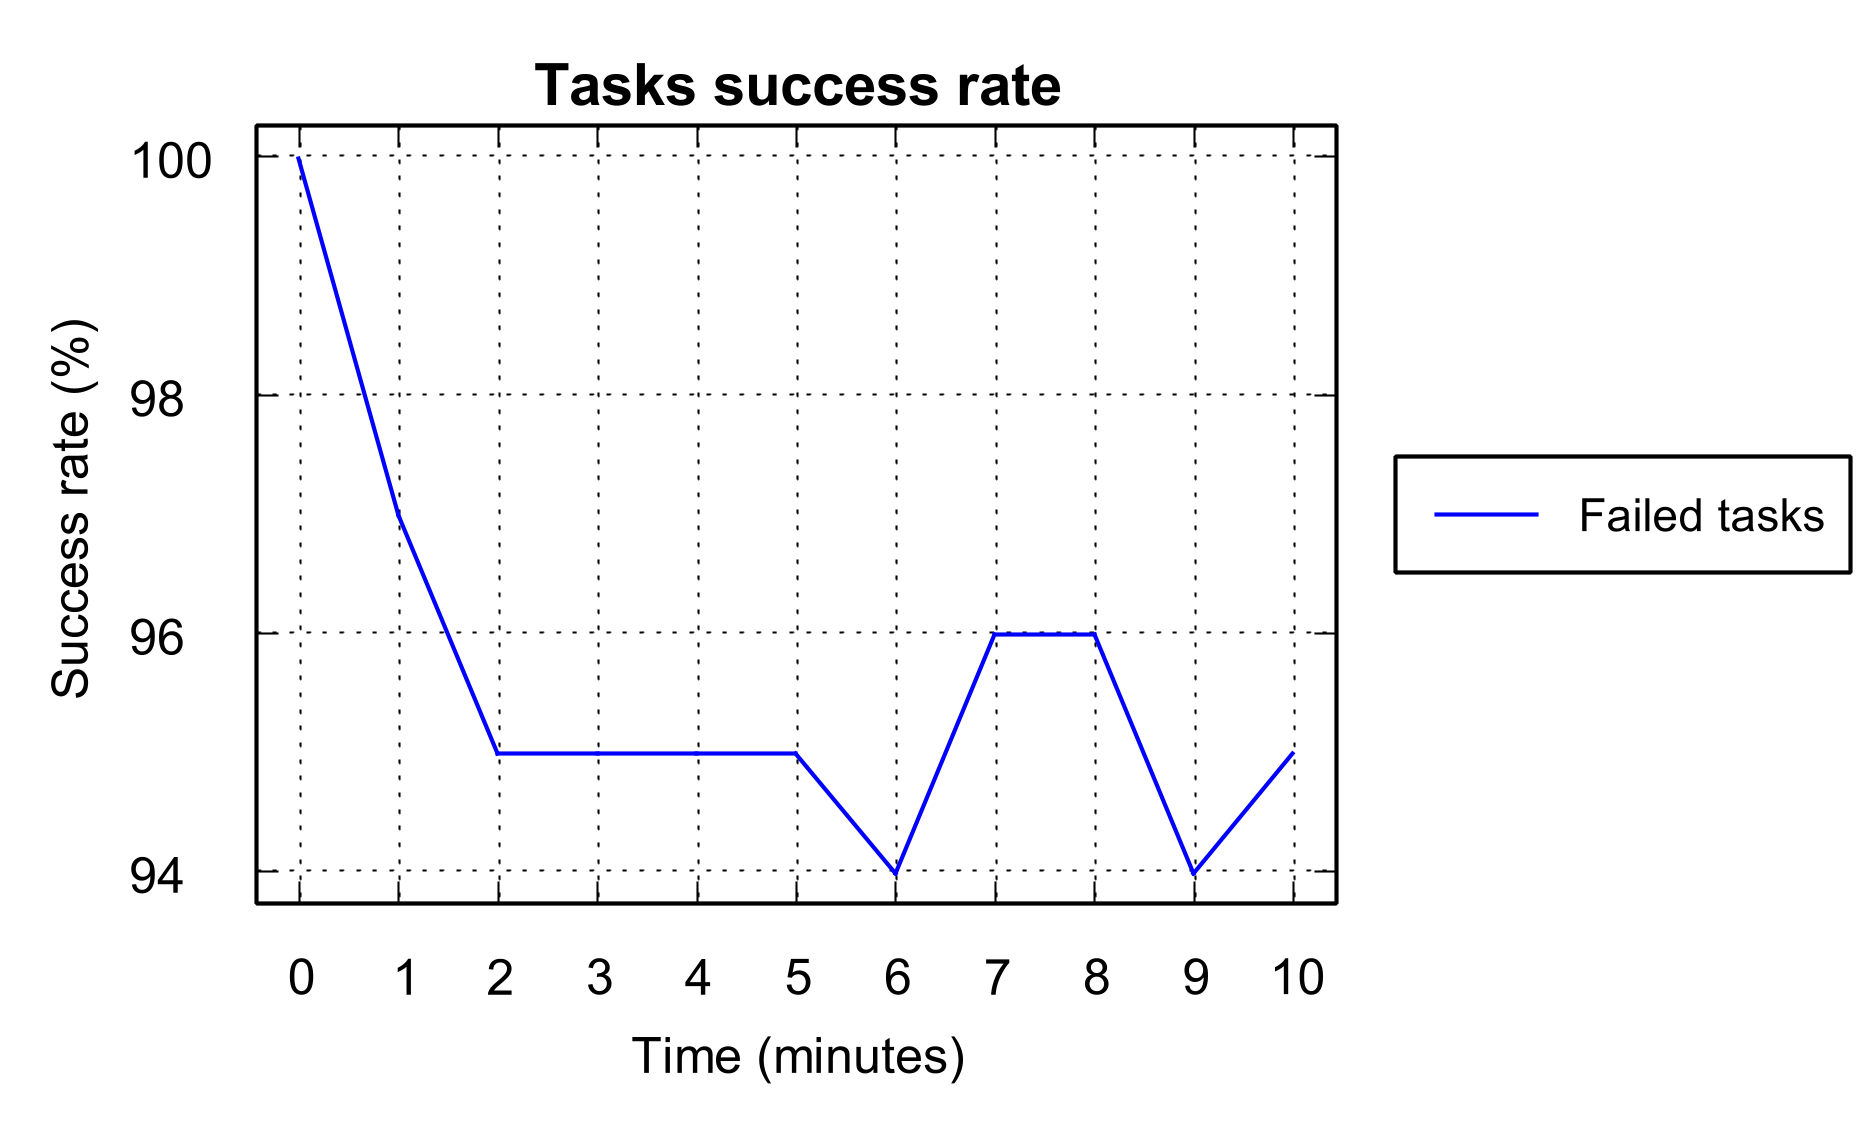 Tasks success rate
100
98
96
94
Success rate (%)
Failed tasks
0 1 2 3 4 5 6 7 8 9 10
Time (minutes)